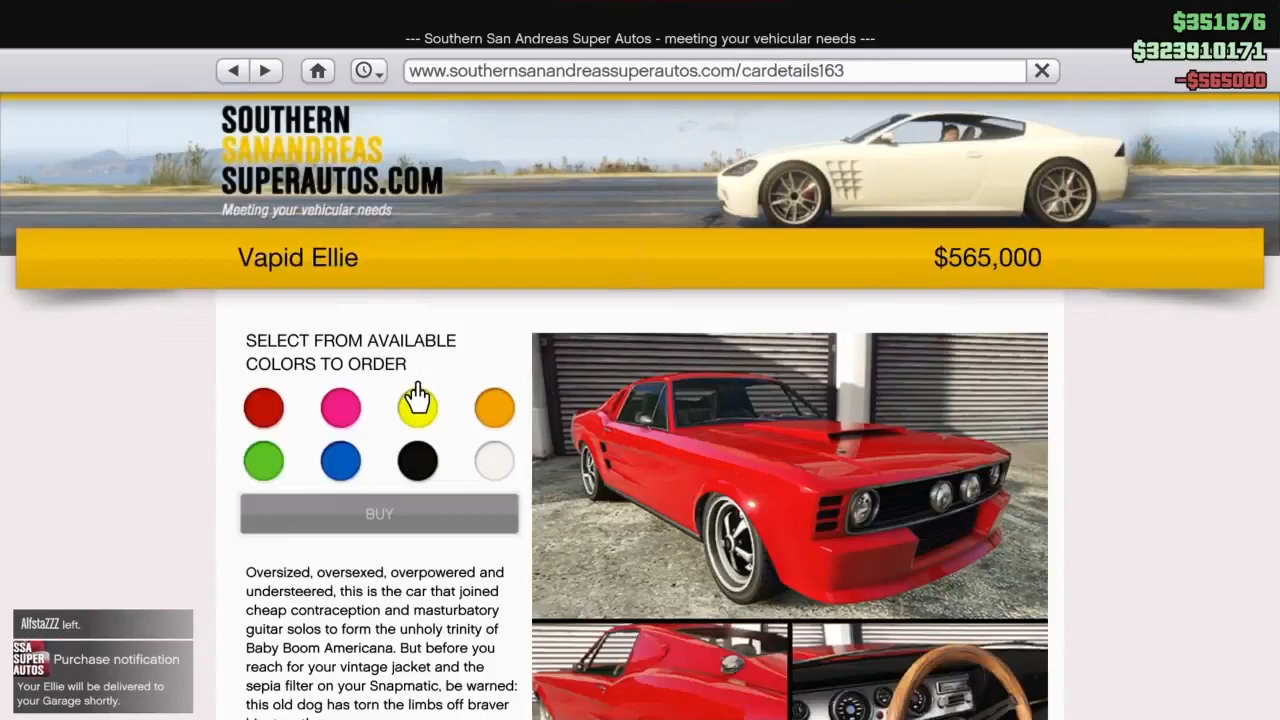 $351676
--- Southern San Andreas Super Autos - meeting your vehicular needs ---
$323910171
-$565000
www.southernsanandreassuperautos.com/cardetails163
SOUTHERN
SANANDREAS
SUPERAUTOS.COM
Meeting your vehicular needs
Vapid Ellie
$565,000
SELECT FROM AVAILABLE
COLORS TO ORDER
BUY
Oversized, oversexed, overpowered and
understeered, this is the car that joined
cheap contraception and masturbatory
guitar solos to form the unholy trinity of
Baby Boom Americana. But before you
reach for your vintage jacket and the
sepia filter on your Snapmatic, be warned:
this old dog has torn the limbs off braver
AlfstaZZZ left.
SSA
SUPER
AUTOS
Purchase notification
Your Ellie will be delivered to
your Garage shortly.